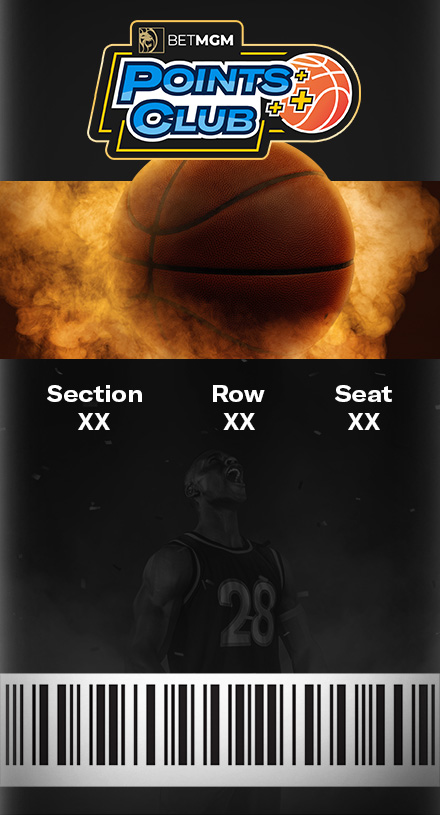 BETMGM
POINTS
CLUB
Section Row Seat
XX XX XX
28